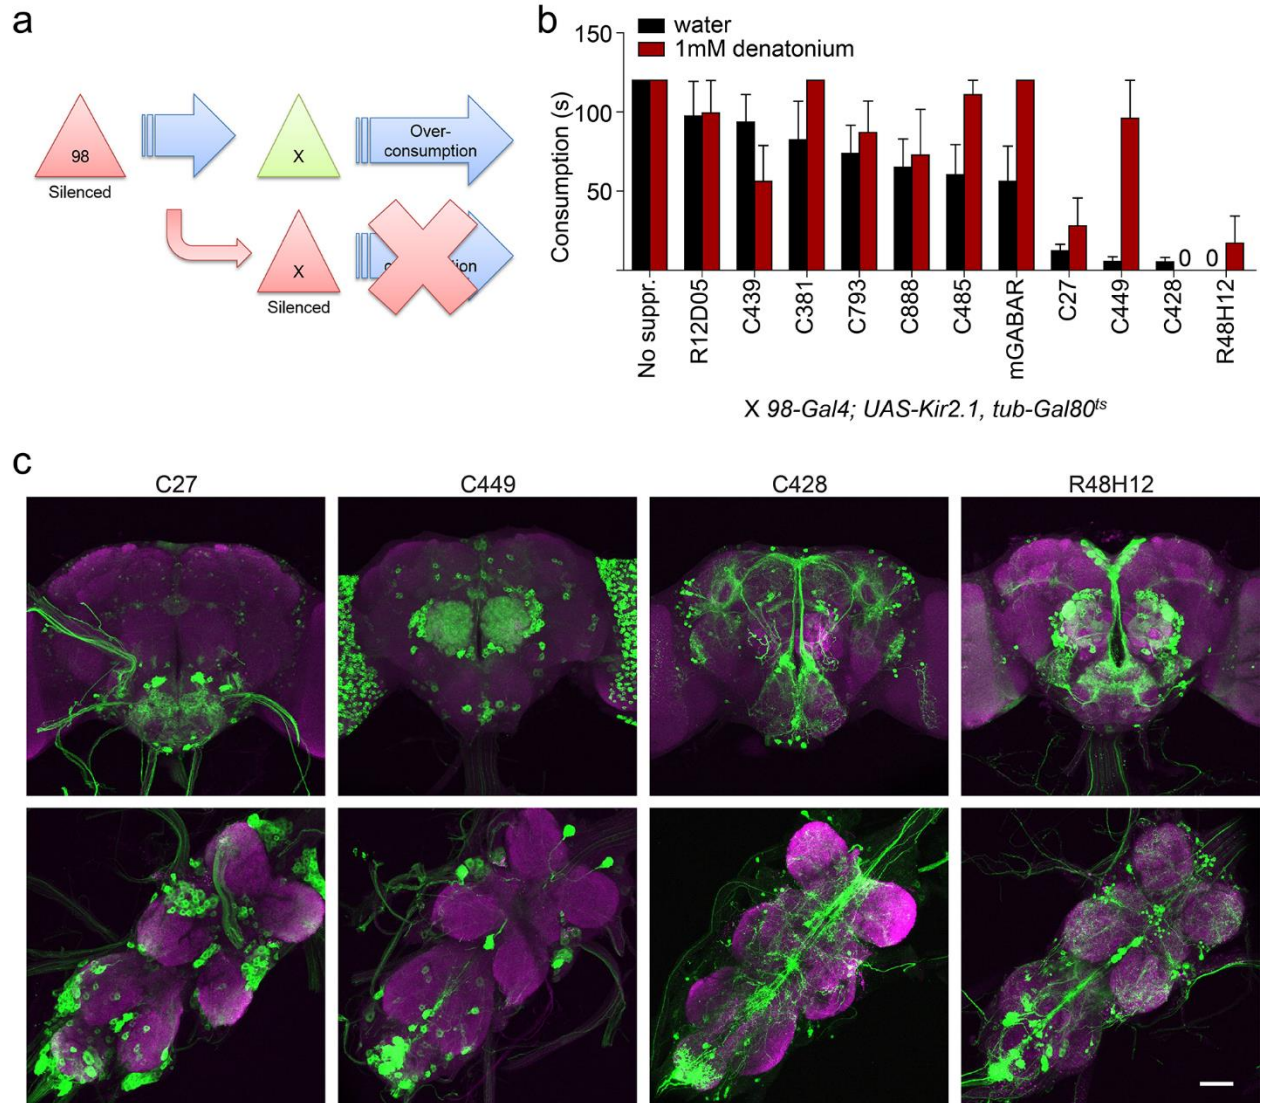 a
98
Silenced
X
Over-
consumption
X
Silenced
b
water
1mM denatonium
Consumption (s)
150
100
50
0
0
No suppr.
R12D05
C439
C381
C793
C888
C485
mGABAR
C27
C449
C428
R48H12
X 98-Gal4; UAS-Kir2.1, tub-Gal80ts
c
C27
C449
C428
R48H12